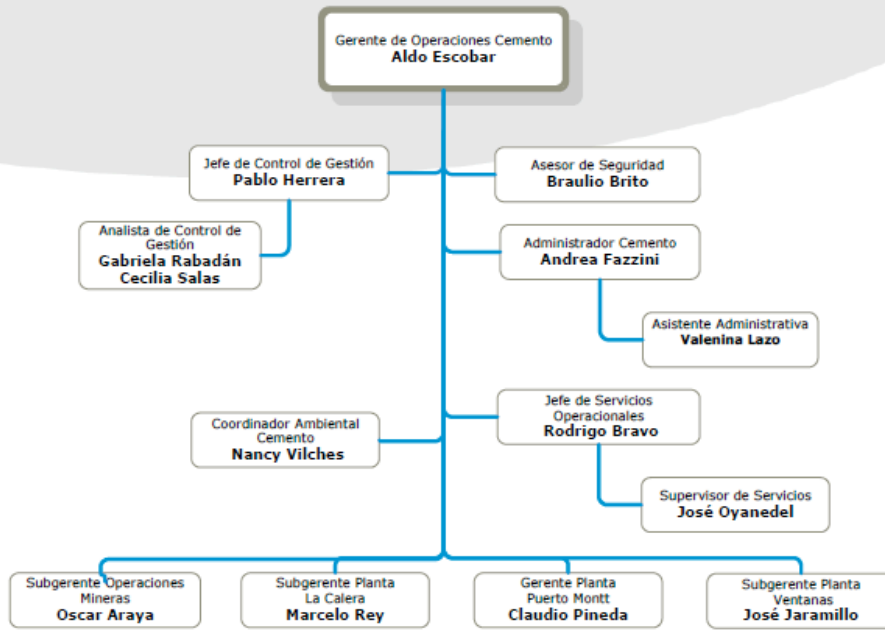 Gerente de Operaciones Cemento
Aldo Escobar
Jefe de Control de Gestión
Pablo Herrera
Asesor de Seguridad
Braulio Brito
Analista de Control de
Gestión
Gabriela Rabadán
Cecilia Salas
Administrador Cemento
Andrea Fazzini
Asistente Administrativa
Valenina Lazo
Jefe de Servicios
Operacionales
Rodrigo Bravo
Coordinador Ambiental
Cemento
Nancy Vilches
Supervisor de Servicios
José Oyanedel
Subgerente Operaciones
Mineras
Oscar Araya
Subgerente Planta
La Calera
Marcelo Rey
Gerente Planta
Puerto Montt
Claudio Pineda
Subgerente Planta
Ventanas
José Jaramillo